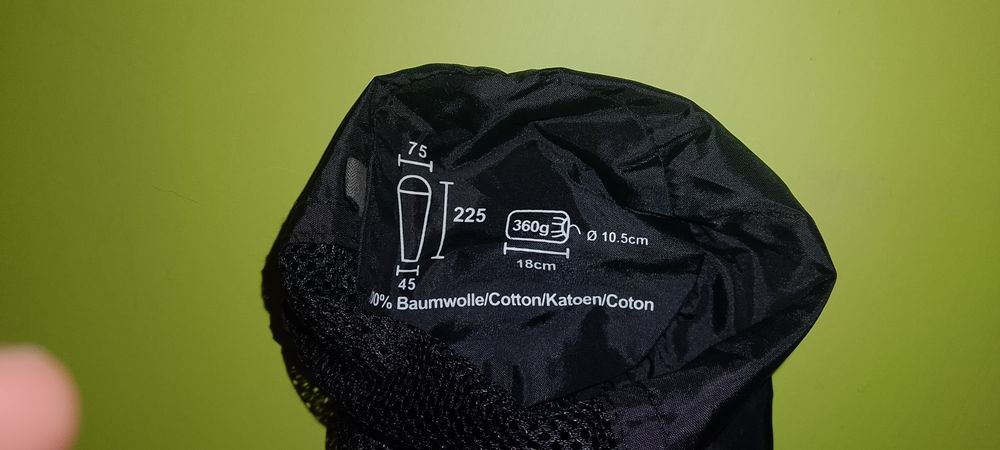 75
225
360g
Ø 10.5cm
18cm
45
00% Baumwolle/Cotton/Katoen/Coton